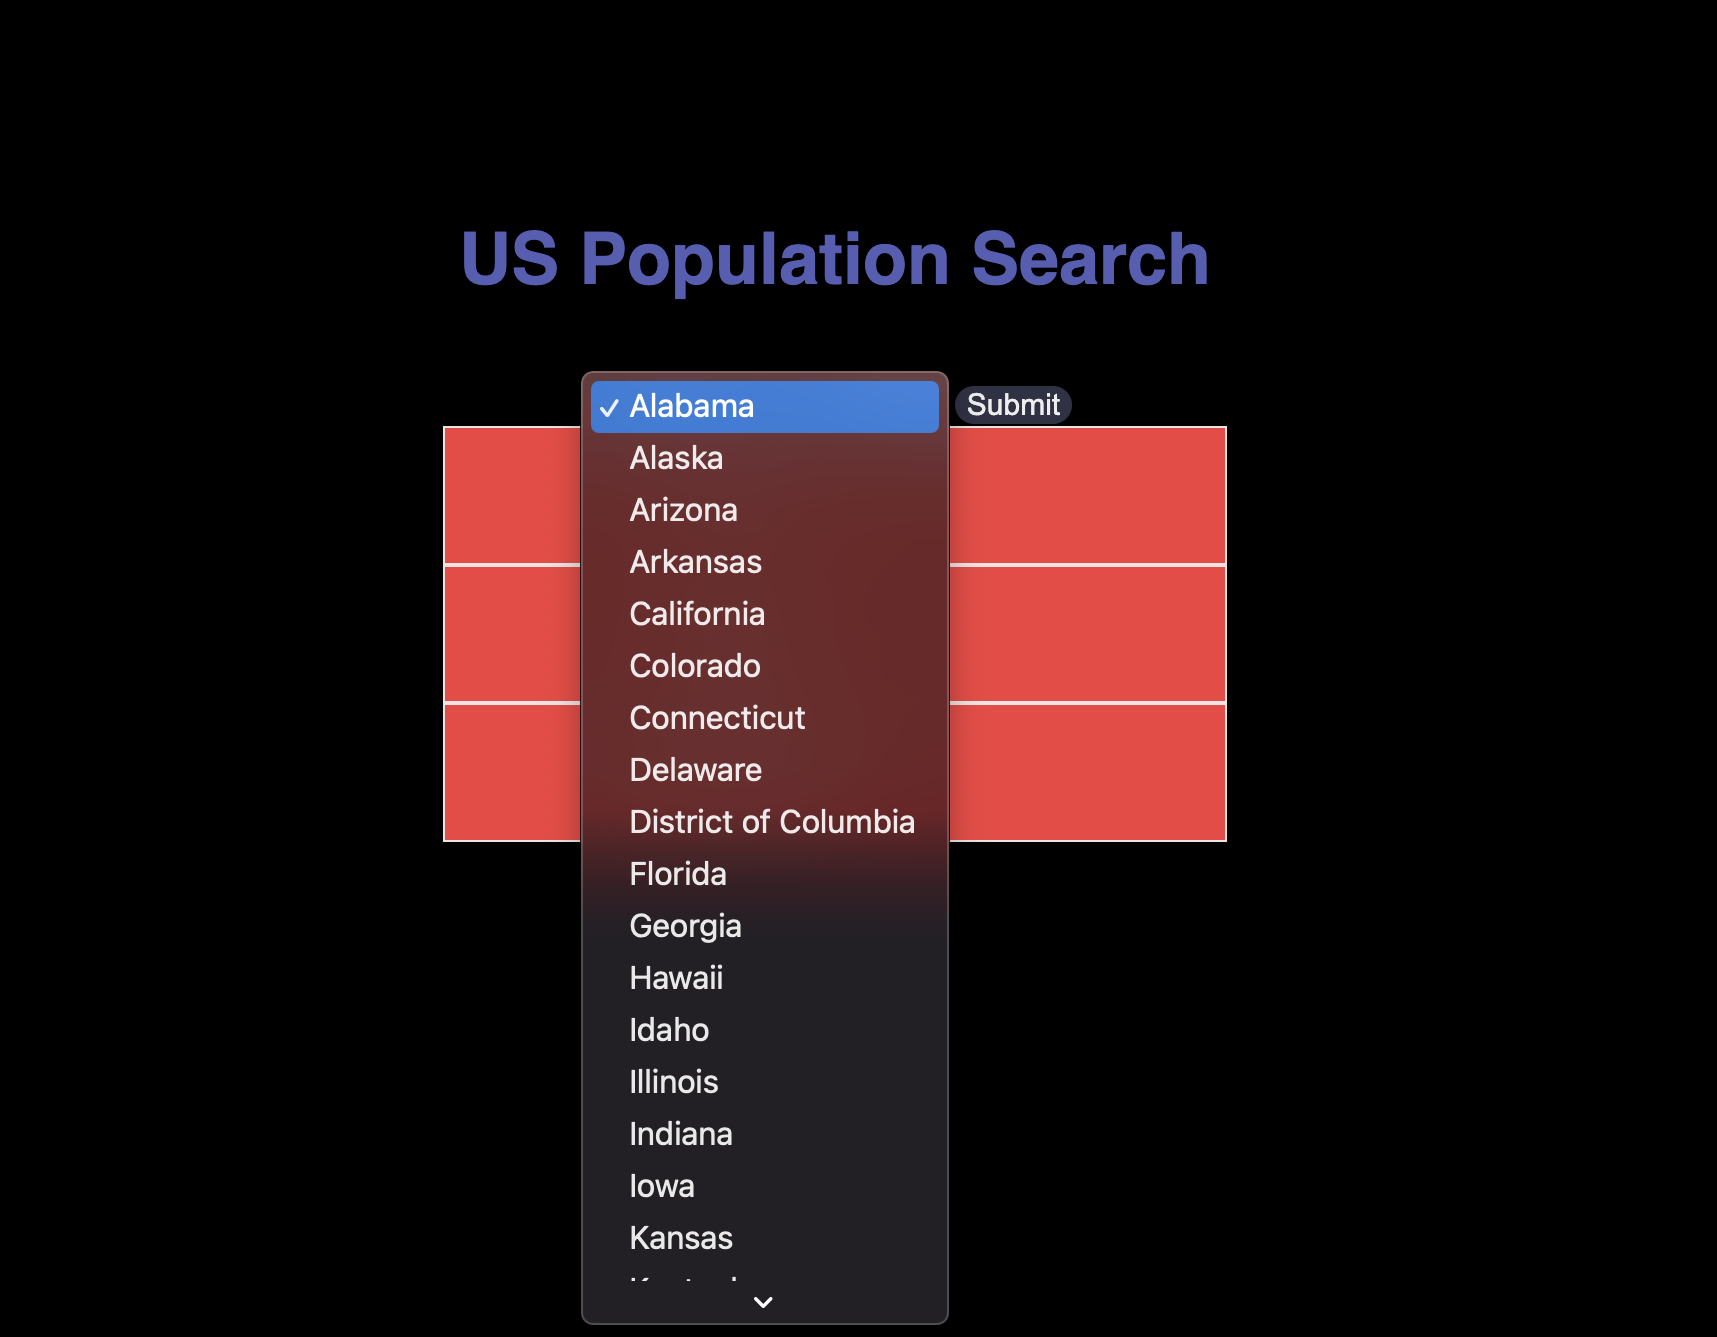 US Population Search
Alabama Submit
Alaska
Arizona
Arkansas
California
Colorado
Connecticut
Delaware
District of Columbia
Florida
Georgia
Hawaii
Idaho
Illinois
Indiana
Iowa
Kansas